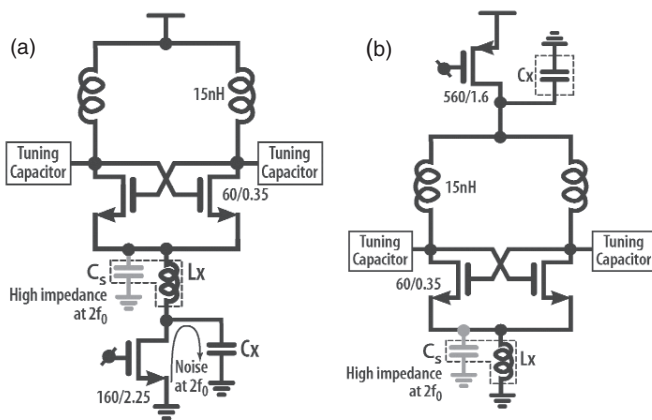 (a)
15nH
Tuning
Capacitor
Tuning
Capacitor
60/0.35
Cs
Lx
High impedance
at 2f0
Cx
Noise
at 2f0
160/2.25
(b)
Cx
560/1.6
15nH
Tuning
Capacitor
Tuning
Capacitor
60/0.35
Cs
Lx
High impedance
at 2f0